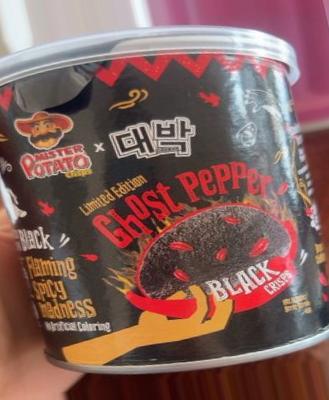 MISTER
POTATO
Crisps
x
대박
Limited Edition
GHOST PEPPER
BLACK
CRISPS
Black
Flaming
Spicy
Madness
No Artificial Coloring